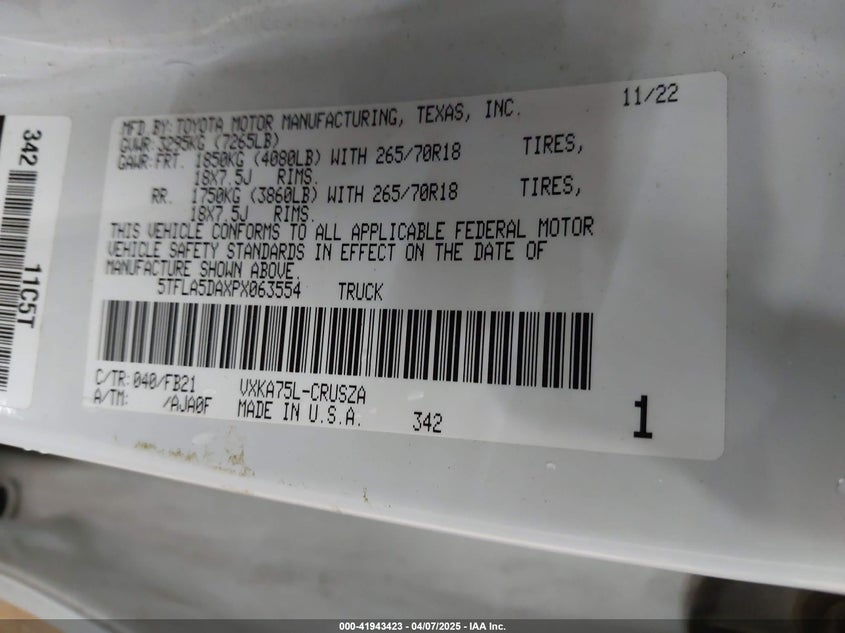 MFD.BY:TOYOTA MOTOR MANUFACTURING, TEXAS, INC. 11/22
GVWR:3295KG (7265LB)
GAWR:FRT. 1850KG (4080LB) WITH 265/70R18 TIRES,
18X7.5J RIMS.
RR. 1750KG (3860LB) WITH 265/70R18 TIRES,
18X7.5J RIMS.
THIS VEHICLE CONFORMS TO ALL APPLICABLE FEDERAL MOTOR
VEHICLE SAFETY STANDARDS IN EFFECT ON THE DATE OF
MANUFACTURE SHOWN ABOVE.
5TFLA5DAXPX063554 TRUCK
C/TR:040/FB21 VXKA75L-CRUSZA
A/TM: /AJA0F MADE IN U.S.A. 342 1
342 11C5T
000-41943423 | 04/07/2025 | IAA Inc.